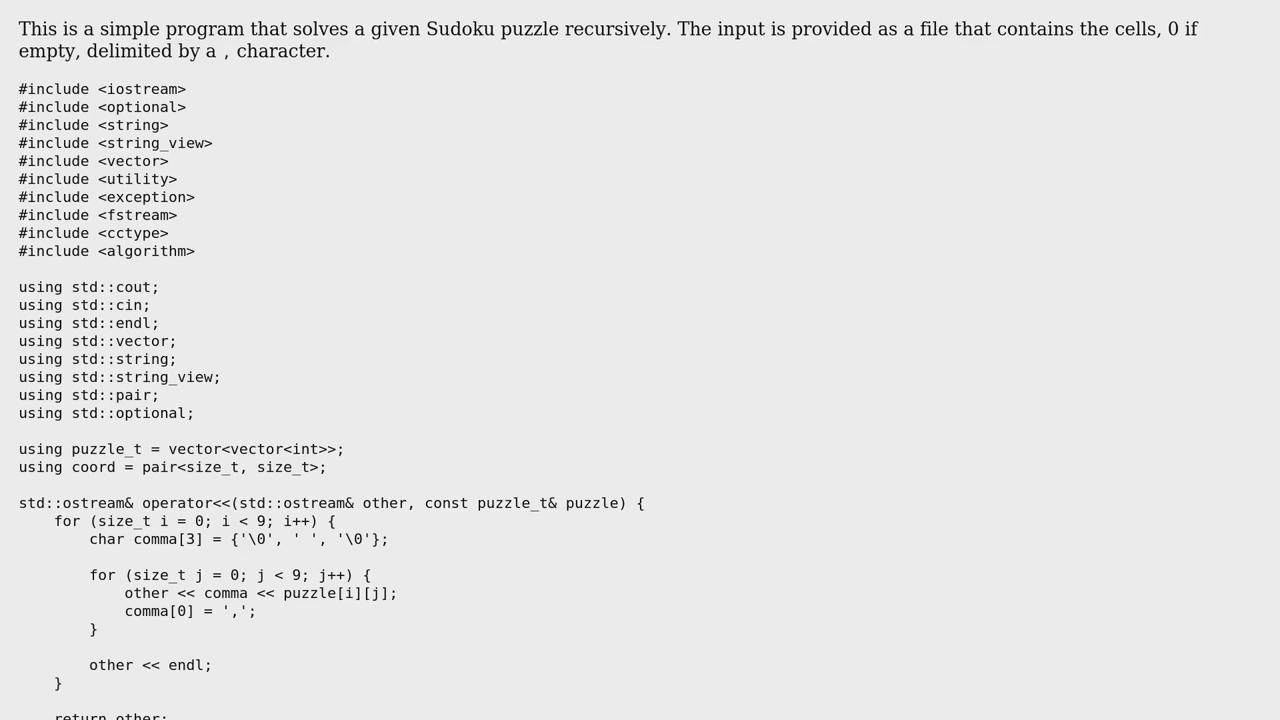 This is a simple program that solves a given Sudoku puzzle recursively. The input is provided as a file that contains the cells, 0 if
empty, delimited by a , character.

#include <iostream>
#include <optional>
#include <string>
#include <string_view>
#include <vector>
#include <utility>
#include <exception>
#include <fstream>
#include <cctype>
#include <algorithm>

using std::cout;
using std::cin;
using std::endl;
using std::vector;
using std::string;
using std::string_view;
using std::pair;
using std::optional;

using puzzle_t = vector<vector<int>>;
using coord = pair<size_t, size_t>;

std::ostream& operator<<(std::ostream& other, const puzzle_t& puzzle) {
    for (size_t i = 0; i < 9; i++) {
        char comma[3] = {'\0', ' ', '\0'};

        for (size_t j = 0; j < 9; j++) {
            other << comma << puzzle[i][j];
            comma[0] = ',';
        }

        other << endl;
    }

    return other;